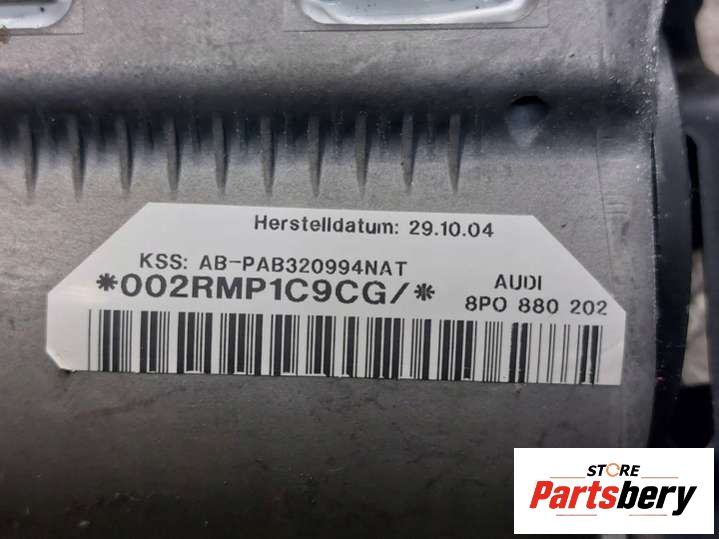 Herstelldatum: 29.10.04
KSS: AB-PAB320994NAT
*002RMP1C9CG/*
AUDI
8P0 880 202
STORE
Partsbery